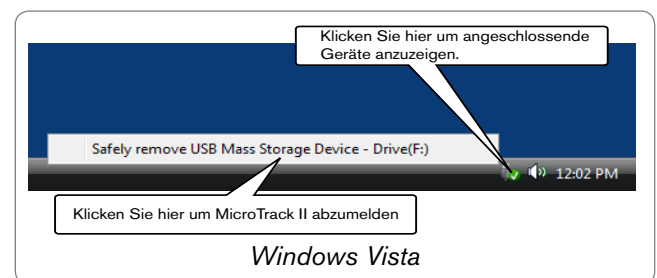 Klicken Sie hier um angeschlossende
Geräte anzuzeigen.
Safely remove USB Mass Storage Device - Drive(F:)
12:02 PM
Klicken Sie hier um MicroTrack II abzumelden
Windows Vista